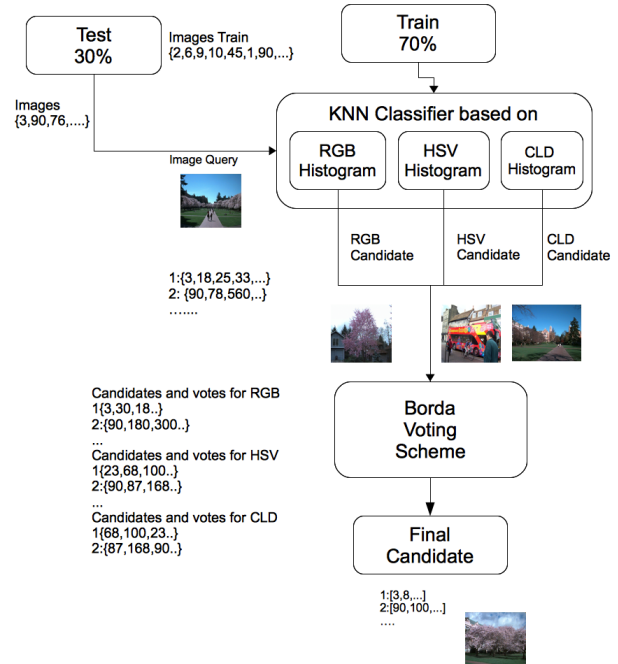 Test
30%
Images Train
{2,6,9,10,45,1,90,...}
Train
70%
Images
{3,90,76,....}
KNN Classifier based on
RGB
Histogram
HSV
Histogram
CLD
Histogram
Image Query
RGB
Candidate
HSV
Candidate
CLD
Candidate
1:{3,18,25,33,...}
2: {90,78,560,..}
.......
Candidates and votes for RGB
1{3,30,18..}
2:{90,180,300..}
...
Candidates and votes for HSV
1{23,68,100..}
2:{90,87,168..}
...
Candidates and votes for CLD
1{68,100,23..}
2:{87,168,90..}
Borda
Voting
Scheme
Final
Candidate
1:[3,8,...]
2:[90,100,...]
....